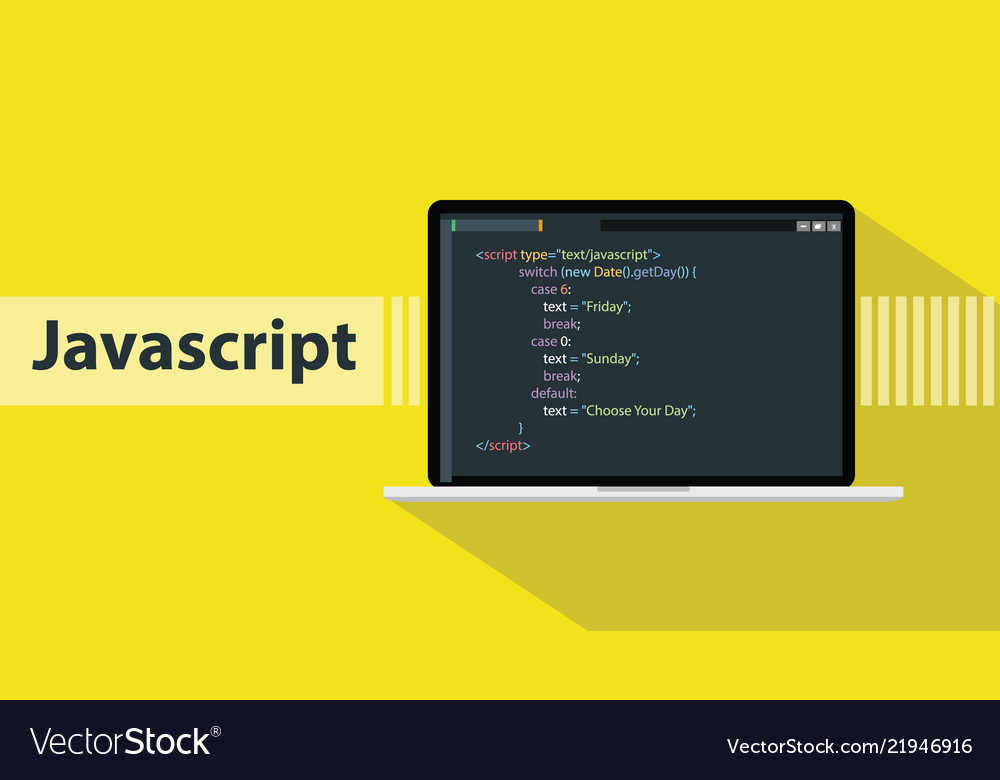 Javascript
<script type="text/javascript">
switch (new Date().getDay()) {
case 6:
text = "Friday";
break;
case 0:
text = "Sunday";
break;
default:
text = "Choose Your Day";
}
</script>
x
VectorStock®
VectorStock.com/21946916